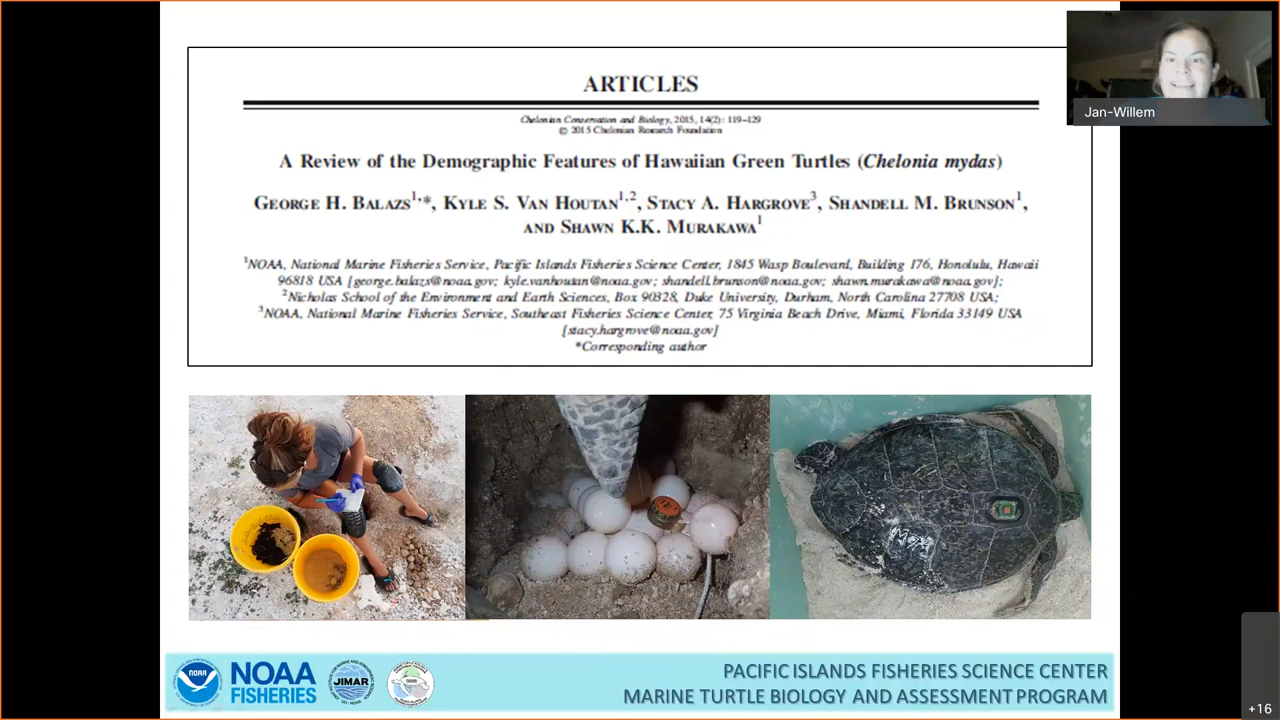 ARTICLES
Chelonian Conservation and Biology, 2015, 14(2): 119–129
© 2015 Chelonian Research Foundation
A Review of the Demographic Features of Hawaiian Green Turtles (Chelonia mydas)
GEORGE H. BALAZS1,*, KYLE S. VAN HOUTAN1,2, STACY A. HARGROVE3, SHANDELL M. BRUNSON1,
AND SHAWN K.K. MURAKAWA1
1NOAA, National Marine Fisheries Service, Pacific Islands Fisheries Science Center, 1845 Wasp Boulevard, Building 176, Honolulu, Hawaii
96818 USA [george.balazs@noaa.gov; kyle.vanhoutan@noaa.gov; shandell.brunson@noaa.gov; shawn.murakawa@noaa.gov];
2Nicholas School of the Environment and Earth Sciences, Box 90328, Duke University, Durham, North Carolina 27708 USA;
3NOAA, National Marine Fisheries Service, Southeast Fisheries Science Center, 75 Virginia Beach Drive, Miami, Florida 33149 USA
[stacy.hargrove@noaa.gov]
*Corresponding author
Jan-Willem
NOAA
NOAA
FISHERIES
JIMAR
PACIFIC ISLANDS FISHERIES SCIENCE CENTER
MARINE TURTLE BIOLOGY AND ASSESSMENT PROGRAM
+16